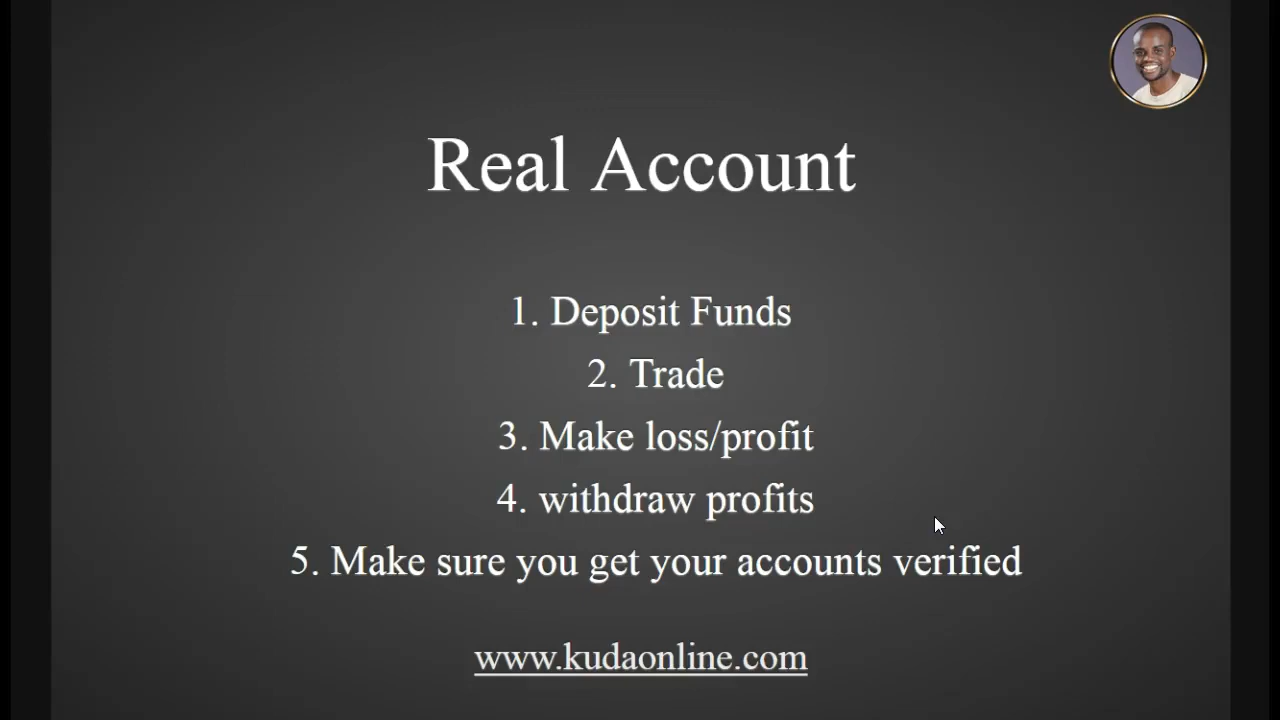 Real Account
1. Deposit Funds
2. Trade
3. Make loss/profit
4. withdraw profits
5. Make sure you get your accounts verified
www.kudaonline.com